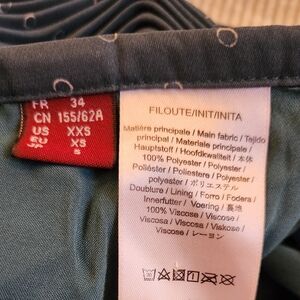 FR 34
CN 155/62A
US XXS
EU XS
S
FILOUTE/INIT/INITA
Matière principale / Main fabric / Tejido
principal / Materiale principale /
Hauptstoff / Hoofdkwaliteit / 本体
100% Polyester / Polyester /
Poliéster / Poliestere / Polyester /
polyester / ポリエステル
Doublure / Lining / Forro / Fodera /
Innenfutter / Voering / 裏地
100% Viscose / Viscose /
Viscosa / Viscosa / Viskose /
Viscose / レーヨン